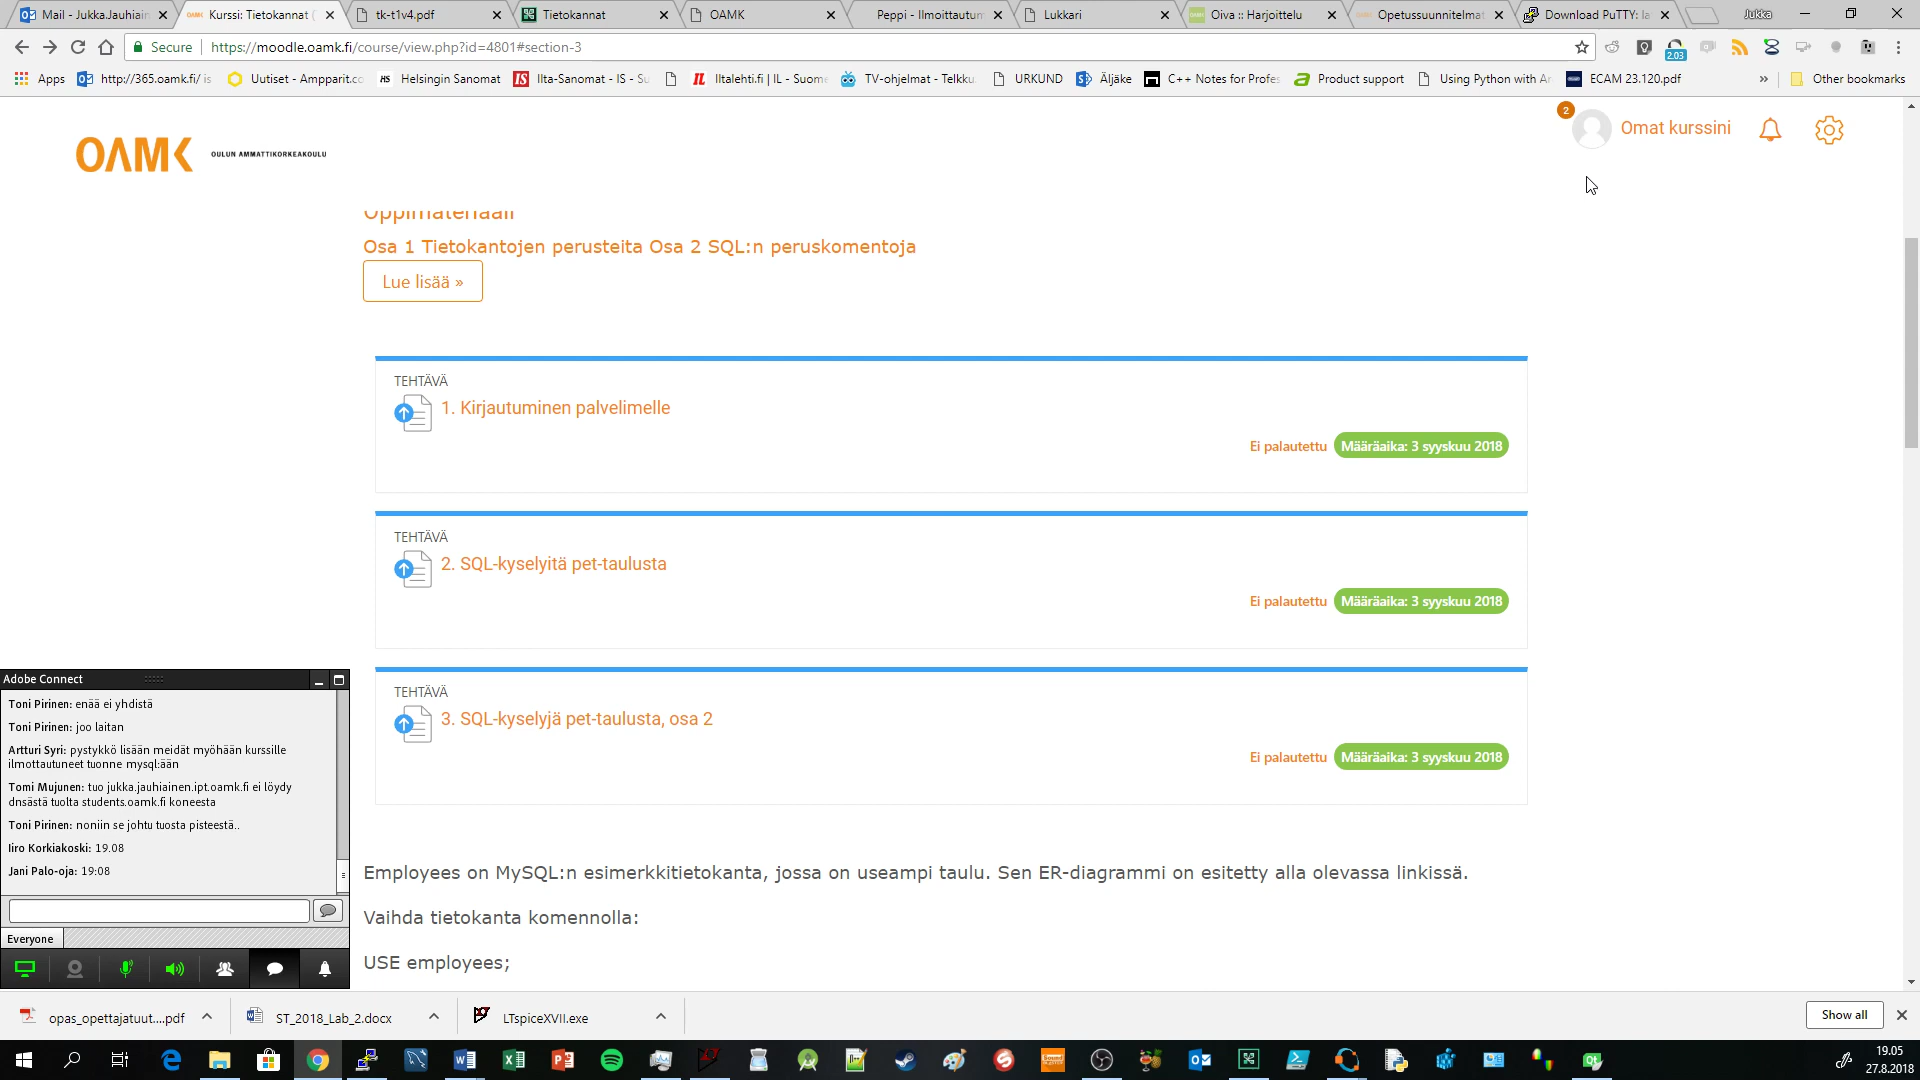 Mail - Jukka.Jauhiain
Kurssi: Tietokannat (
tk-t1v4.pdf
Tietokannat
OAMK
Peppi - Ilmoittautum
Lukkari
Oiva :: Harjoittelu
Opetussuunnitelmat
Download PuTTY: la
Jukka
Secure
https://moodle.oamk.fi/course/view.php?id=4801#section-3
2.03
Apps
http://365.oamk.fi/ is
Uutiset - Ampparit.co
Helsingin Sanomat
Ilta-Sanomat - IS - Su
Iltalehti.fi | IL - Suome
TV-ohjelmat - Telkku
URKUND
Äljäke
C++ Notes for Profes
Product support
Using Python with Ar
ECAM 23.120.pdf
»
Other bookmarks
OAMK
OULUN AMMATTIKORKEAKOULU
2
Omat kurssini
Oppimateriaali
Osa 1 Tietokantojen perusteita Osa 2 SQL:n peruskomentoja
Lue lisää »
TEHTÄVÄ
1. Kirjautuminen palvelimelle
Ei palautettu
Määräaika: 3 syyskuu 2018
TEHTÄVÄ
2. SQL-kyselyitä pet-taulusta
Ei palautettu
Määräaika: 3 syyskuu 2018
TEHTÄVÄ
3. SQL-kyselyjä pet-taulusta, osa 2
Ei palautettu
Määräaika: 3 syyskuu 2018
Employees on MySQL:n esimerkkitietokanta, jossa on useampi taulu. Sen ER-diagrammi on esitetty alla olevassa linkissä.
Vaihda tietokanta komennolla:
USE employees;
Adobe Connect
Toni Pirinen: enää ei yhdistä
Toni Pirinen: joo laitan
Artturi Syri: pystykkö lisään meidät myöhään kurssille
ilmottautuneet tuonne mysql:ään
Tomi Mujunen: tuo jukka.jauhiainen.ipt.oamk.fi ei löydy
dnsästä tuolta students.oamk.fi koneesta
Toni Pirinen: noniin se johtu tuosta pisteestä..
Iiro Korkiakoski: 19.08
Jani Palo-oja: 19:08
Everyone
opas_opettajatuut....pdf
ST_2018_Lab_2.docx
LTspiceXVII.exe
Show all
19.05
27.8.2018